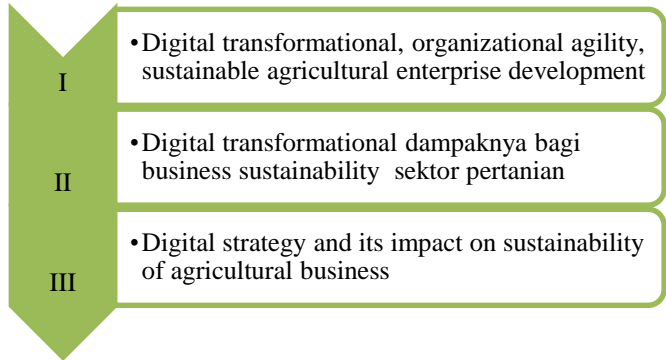 I
•Digital transformational, organizational agility,
sustainable agricultural enterprise development
II
•Digital transformational dampaknya bagi
business sustainability sektor pertanian
III
•Digital strategy and its impact on sustainability
of agricultural business